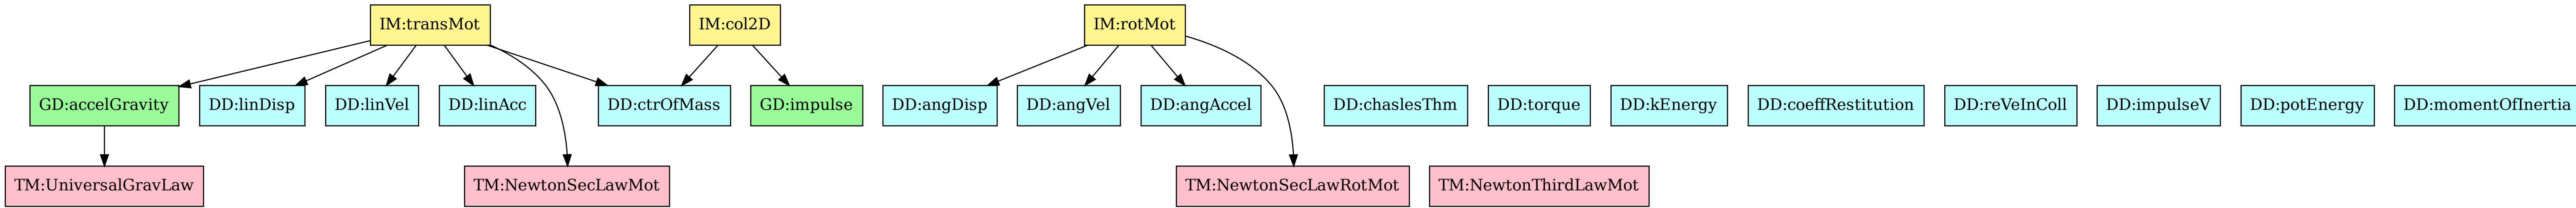 IM:transMot
IM:col2D
IM:rotMot
GD:accelGravity
DD:linDisp
DD:linVel
DD:linAcc
DD:ctrOfMass
GD:impulse
DD:angDisp
DD:angVel
DD:angAccel
DD:chaslesThm
DD:torque
DD:kEnergy
DD:coeffRestitution
DD:reVeInColl
DD:impulseV
DD:potEnergy
DD:momentOfInertia
TM:UniversalGravLaw
TM:NewtonSecLawMot
TM:NewtonSecLawRotMot
TM:NewtonThirdLawMot